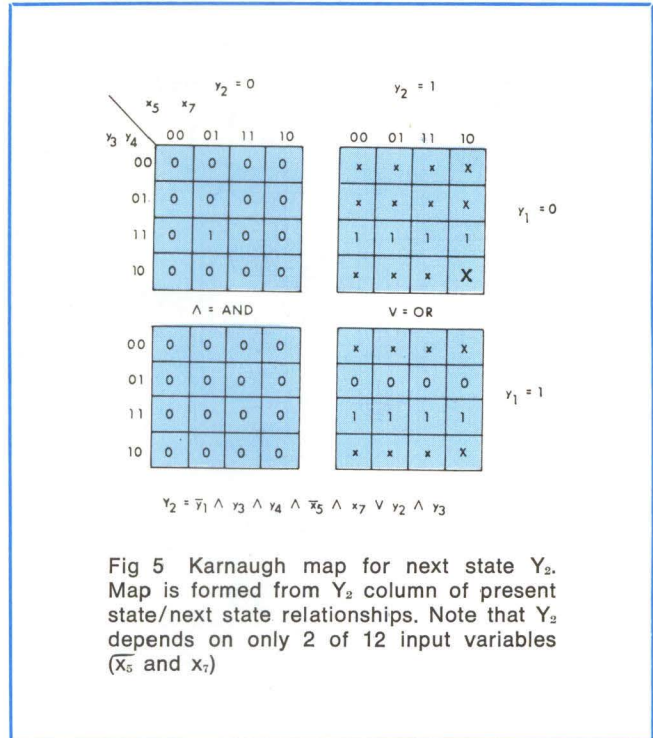 y₂ = 0 y₂ = 1
x₅ x₇
y₃ y₄ 00 01 11 10 00 01 11 10
00 0 0 0 0 x x x X
01 0 0 0 0 x x x X y₁ = 0
11 0 1 0 0 1 1 1 1
10 0 0 0 0 x x x X
Λ = AND V = OR
00 0 0 0 0 x x x X
01 0 0 0 0 0 0 0 0 y₁ = 1
11 0 0 0 0 1 1 1 1
10 0 0 0 0 x x x X
Y₂ = y̅₁ Λ y₃ Λ y₄ Λ x̅₅ Λ x₇ V y₂ Λ y₃
Fig 5 Karnaugh map for next state Y₂.
Map is formed from Y₂ column of present
state/next state relationships. Note that Y₂
depends on only 2 of 12 input variables
(x̅₅ and x₇)